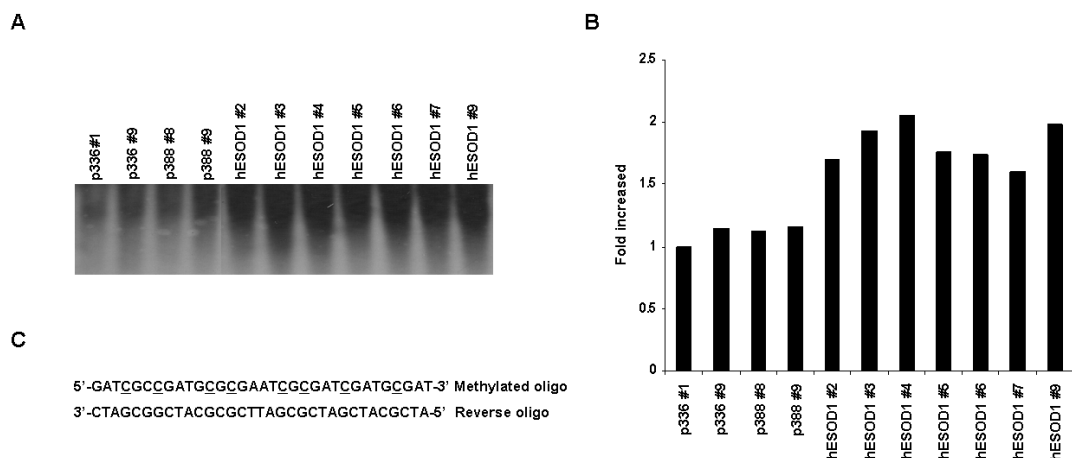 A
p336 #1
p336 #9
p388 #8
p388 #9
hESOD1 #2
hESOD1 #3
hESOD1 #4
hESOD1 #5
hESOD1 #6
hESOD1 #7
hESOD1 #9
C
5’-GATCGCCGATGCGCGAATCGCGATCGATGCGAT-3’ Methylated oligo
3’-CTAGCGGCTACGCGCTTAGCGCTAGCTACGCTA-5’ Reverse oligo
B
Fold increased
2.5
2
1.5
1
0.5
0
p336 #1
p336 #9
p388 #8
p388 #9
hESOD1 #2
hESOD1 #3
hESOD1 #4
hESOD1 #5
hESOD1 #6
hESOD1 #7
hESOD1 #9